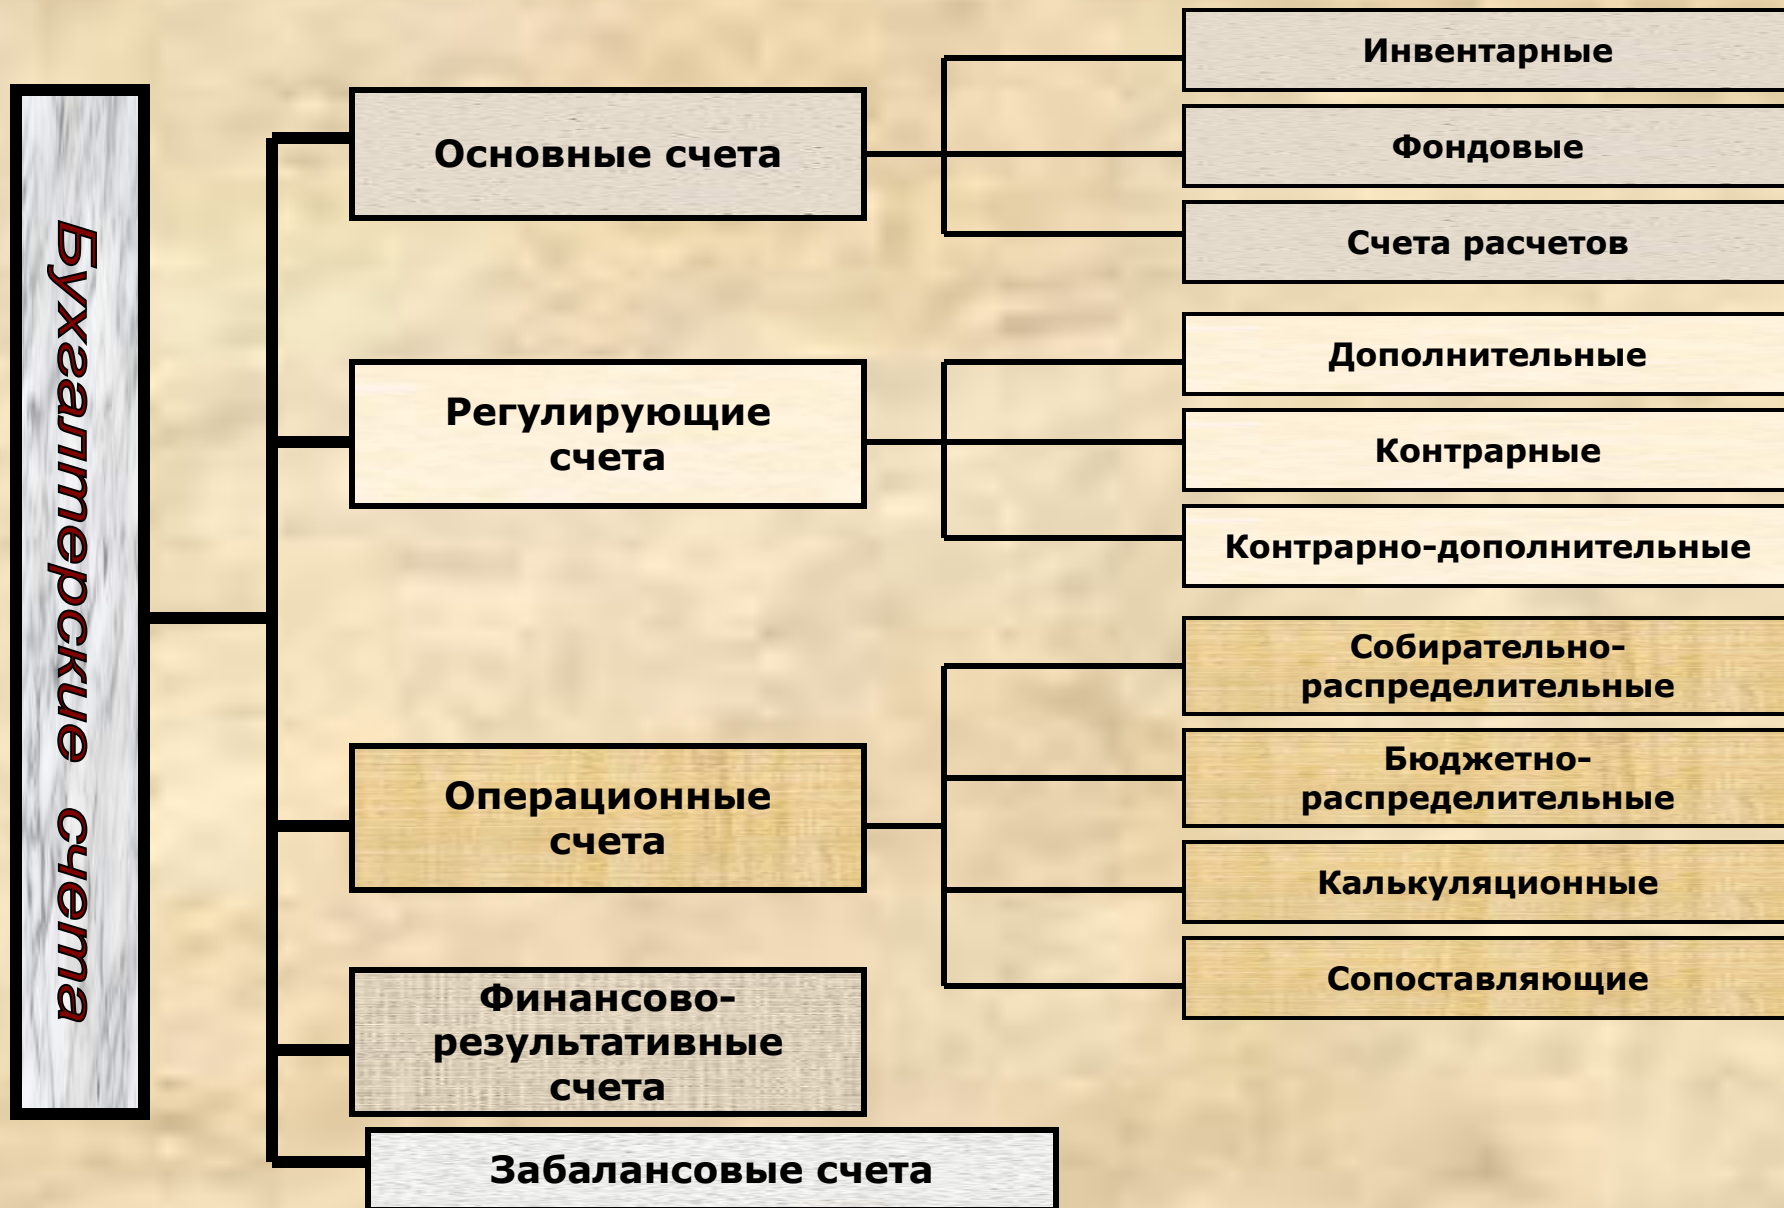 Бухгалтерские счета
Основные счета
Инвентарные
Фондовые
Счета расчетов
Регулирующие
счета
Дополнительные
Контрарные
Контрарно-дополнительные
Операционные
счета
Собирательно-
распределительные
Бюджетно-
распределительные
Калькуляционные
Сопоставляющие
Финансово-
результативные
счета
Забалансовые счета